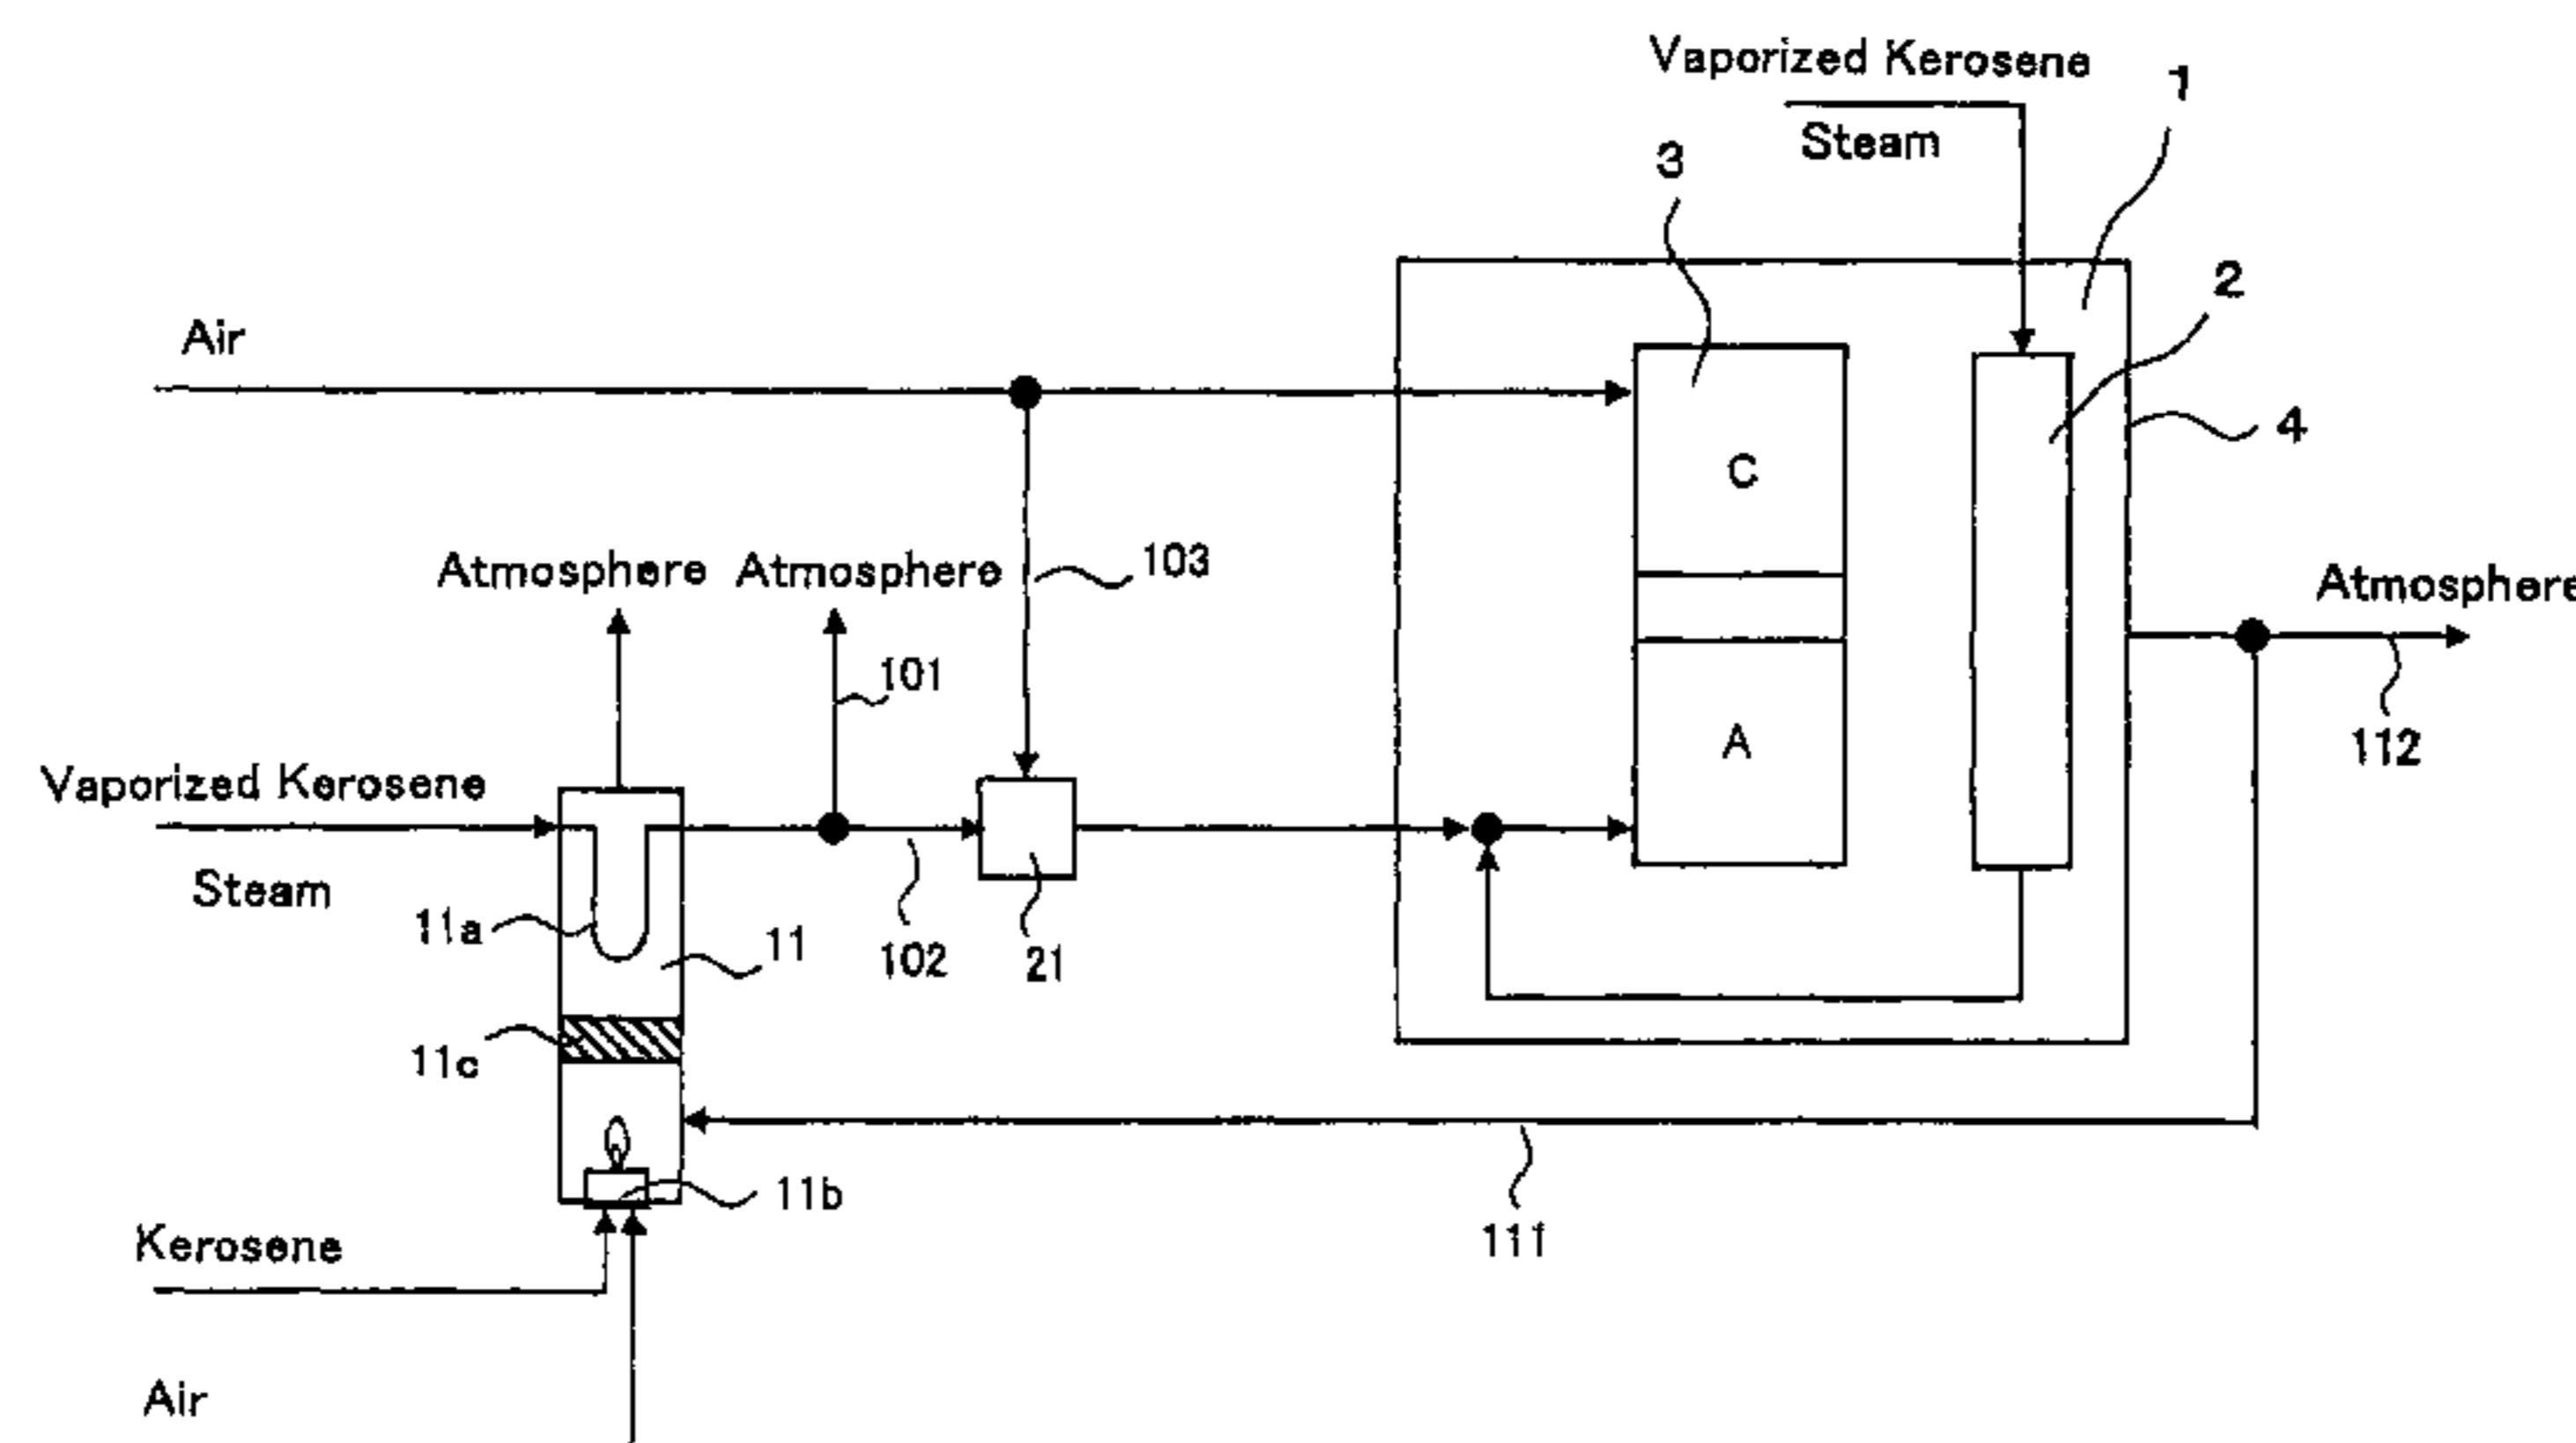 Vaporized Kerosene
1
Steam
3
2
Air
4
C
Atmosphere
Atmosphere
103
Atmosphere
101
112
A
Vaporized Kerosene
Steam
11a
11
102
21
11c
11b
111
Kerosene
Air